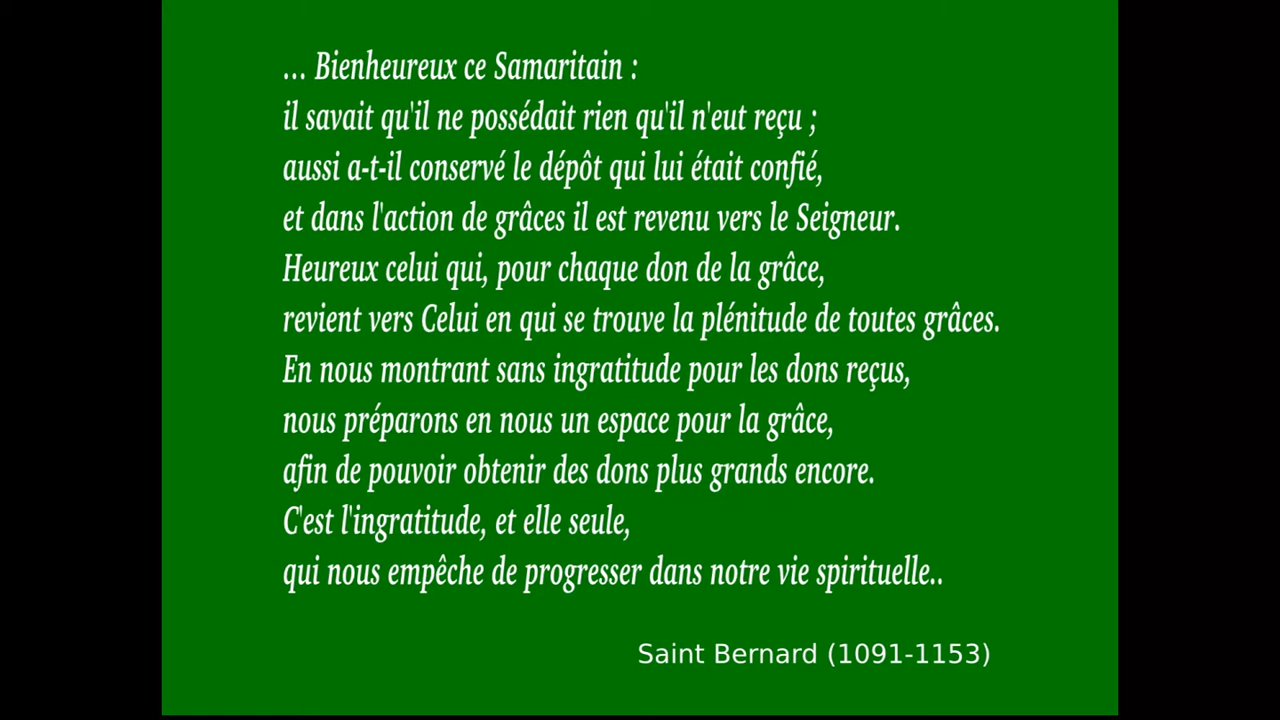 ... Bienheureux ce Samaritain :
il savait qu'il ne possédait rien qu'il n'eut reçu ;
aussi a-t-il conservé le dépôt qui lui était confié,
et dans l'action de grâces il est revenu vers le Seigneur.
Heureux celui qui, pour chaque don de la grâce,
revient vers Celui en qui se trouve la plénitude de toutes grâces.
En nous montrant sans ingratitude pour les dons reçus,
nous préparons en nous un espace pour la grâce,
afin de pouvoir obtenir des dons plus grands encore.
C'est l'ingratitude, et elle seule,
qui nous empêche de progresser dans notre vie spirituelle..
Saint Bernard (1091-1153)